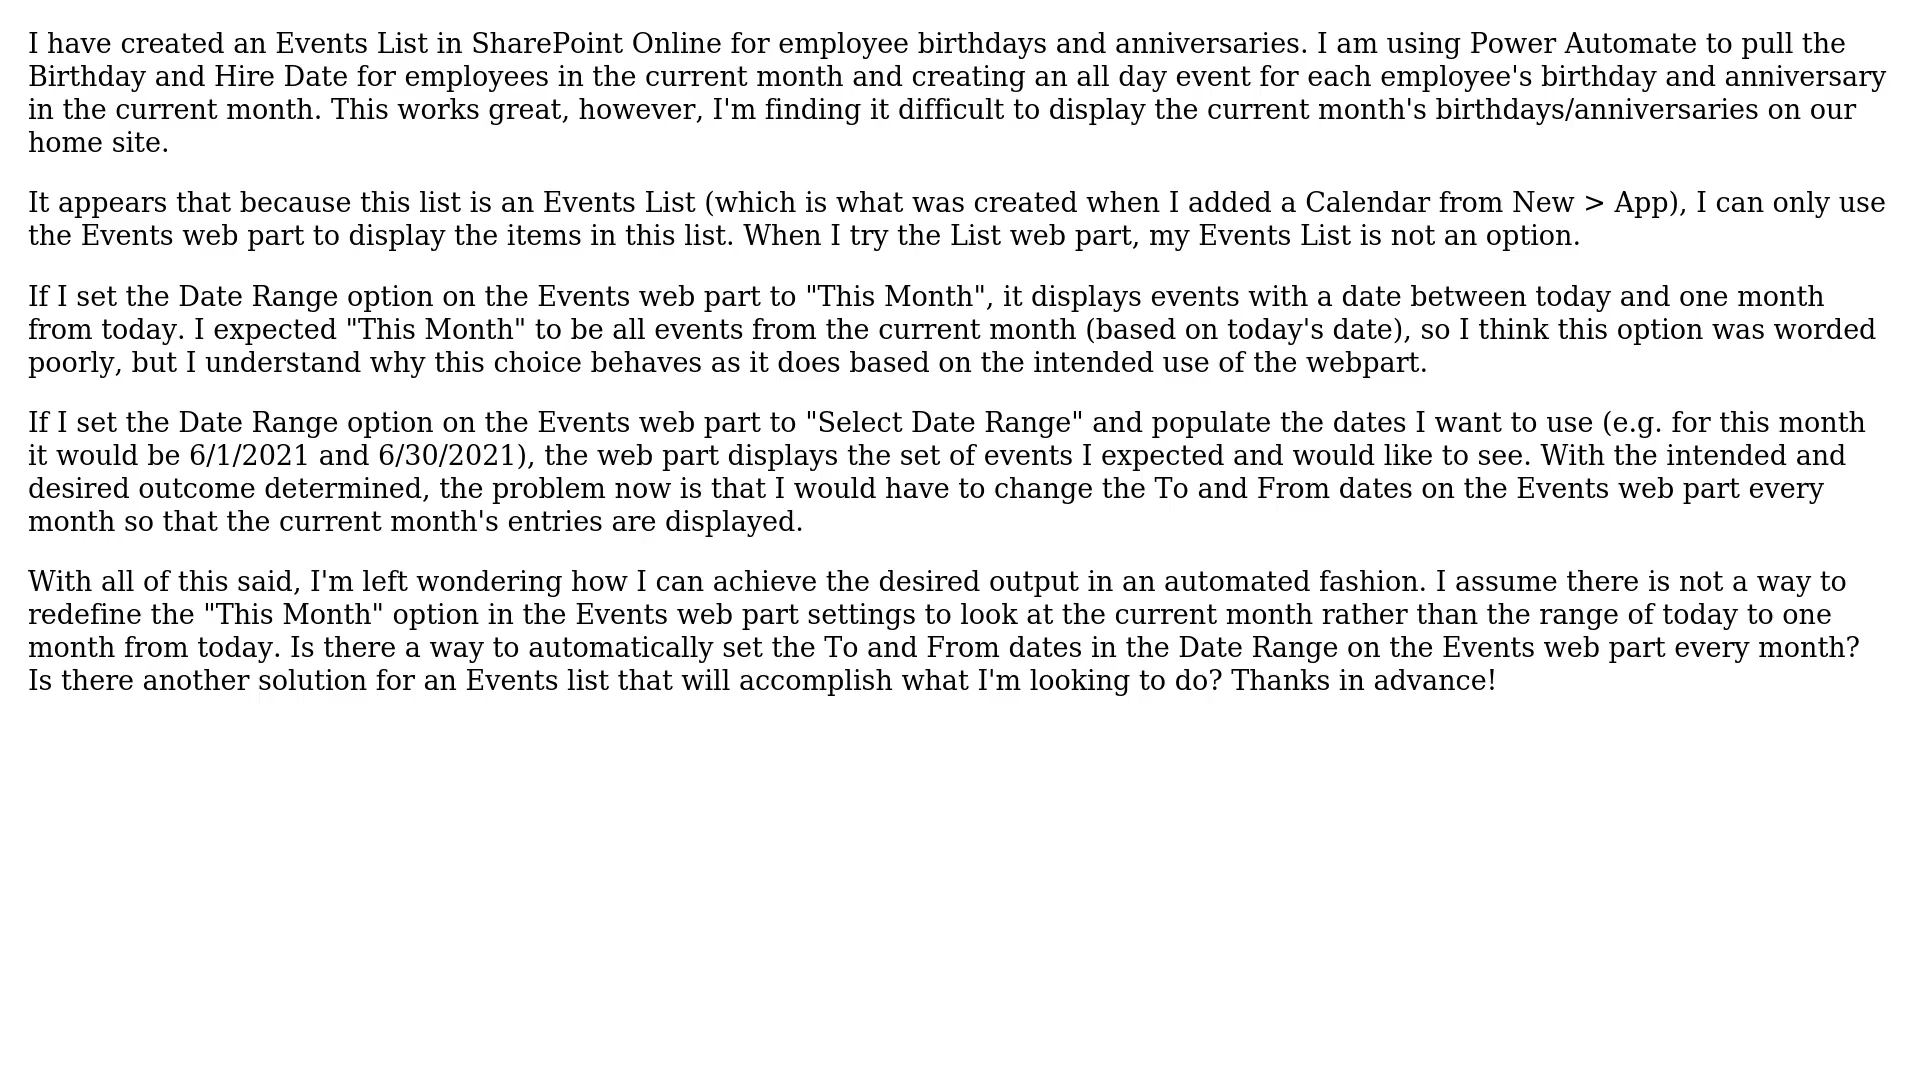 I have created an Events List in SharePoint Online for employee birthdays and anniversaries. I am using Power Automate to pull the
Birthday and Hire Date for employees in the current month and creating an all day event for each employee's birthday and anniversary
in the current month. This works great, however, I'm finding it difficult to display the current month's birthdays/anniversaries on our
home site.
It appears that because this list is an Events List (which is what was created when I added a Calendar from New > App), I can only use
the Events web part to display the items in this list. When I try the List web part, my Events List is not an option.
If I set the Date Range option on the Events web part to "This Month", it displays events with a date between today and one month
from today. I expected "This Month" to be all events from the current month (based on today's date), so I think this option was worded
poorly, but I understand why this choice behaves as it does based on the intended use of the webpart.
If I set the Date Range option on the Events web part to "Select Date Range" and populate the dates I want to use (e.g. for this month
it would be 6/1/2021 and 6/30/2021), the web part displays the set of events I expected and would like to see. With the intended and
desired outcome determined, the problem now is that I would have to change the To and From dates on the Events web part every
month so that the current month's entries are displayed.
With all of this said, I'm left wondering how I can achieve the desired output in an automated fashion. I assume there is not a way to
redefine the "This Month" option in the Events web part settings to look at the current month rather than the range of today to one
month from today. Is there a way to automatically set the To and From dates in the Date Range on the Events web part every month?
Is there another solution for an Events list that will accomplish what I'm looking to do? Thanks in advance!